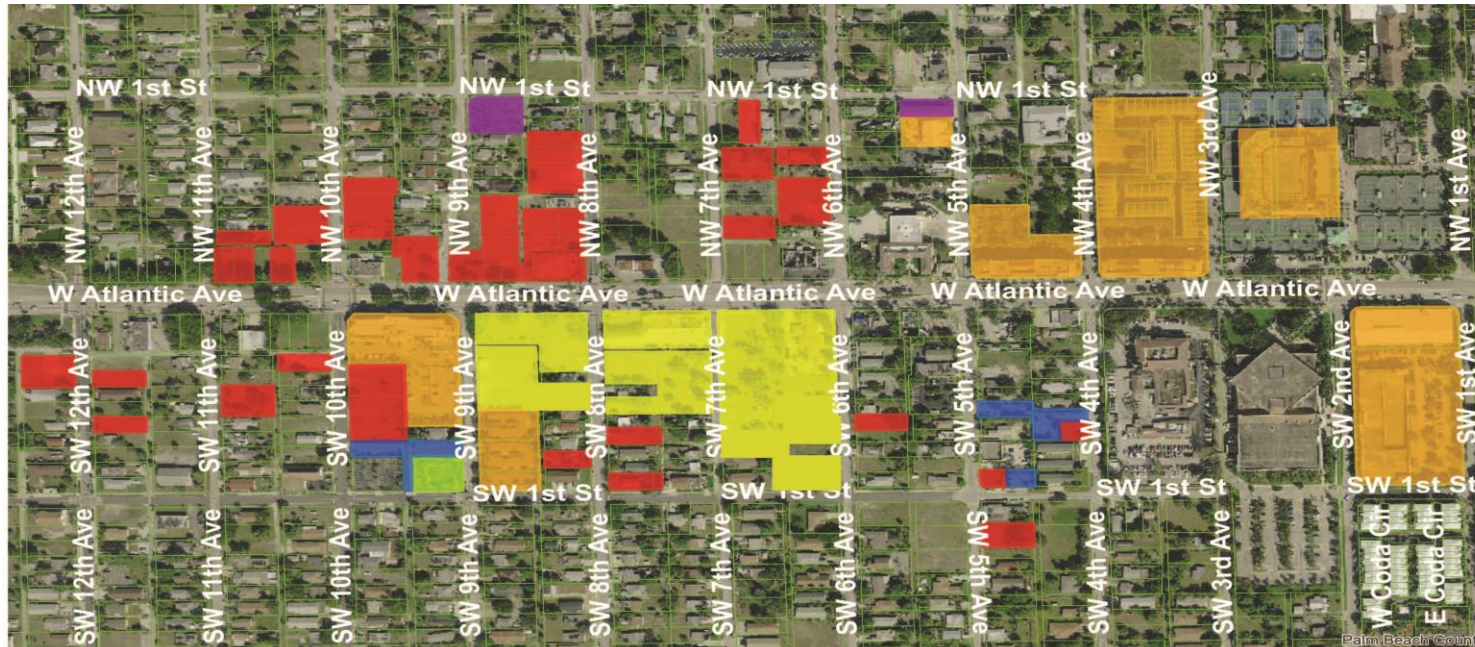 NW 1st St
NW 1st St
NW 1st St
NW 12th Ave
NW 11th Ave
NW 10th Ave
NW 9th Ave
NW 8th Ave
NW 7th Ave
NW 6th Ave
NW 5th Ave
NW 4th Ave
NW 3rd Ave
NW 1st Ave
W Atlantic Ave
W Atlantic Ave
W Atlantic Ave
W Atlantic Ave
W Atlantic Ave
SW 12th Ave
SW 11th Ave
SW 10th Ave
SW 9th Ave
SW 8th Ave
SW 7th Ave
SW 6th Ave
SW 5th Ave
SW 4th Ave
SW 2nd Ave
SW 1st Ave
SW 1st St
SW 1st St
SW 1st St
SW 1st St
SW 12th Ave
SW 11th Ave
SW 10th Ave
SW 9th Ave
SW 8th Ave
SW 7th Ave
SW 6th Ave
SW 5th Ave
SW 4th Ave
SW 3rd Ave
W Coda Cir
E Coda Cir
Palm Beach Count